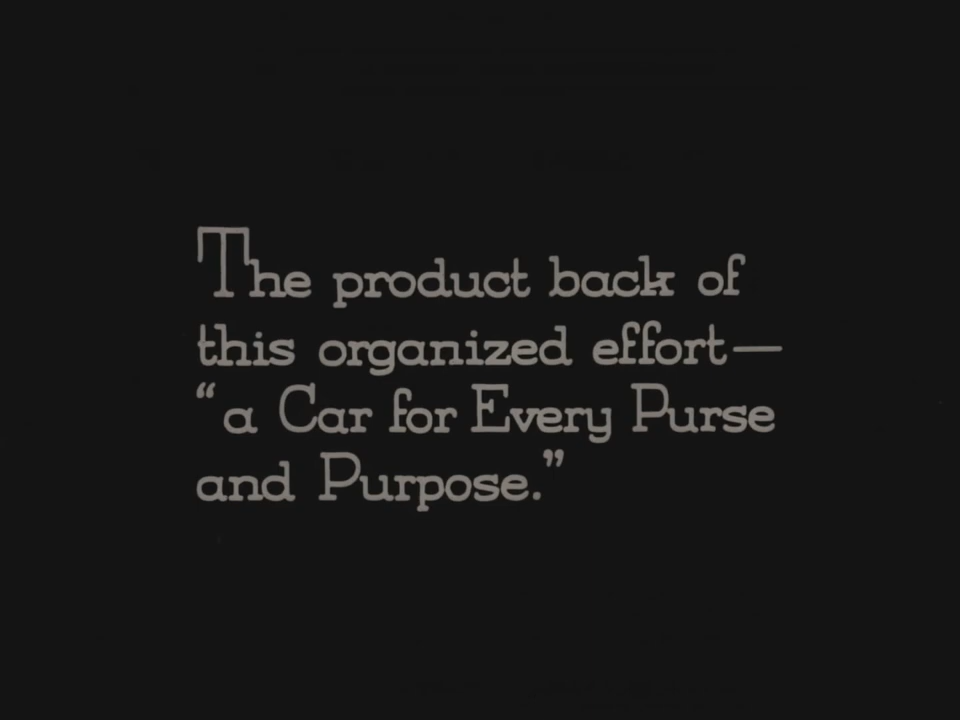 The product back of
this organized effort—
“a Car for Every Purse
and Purpose.”